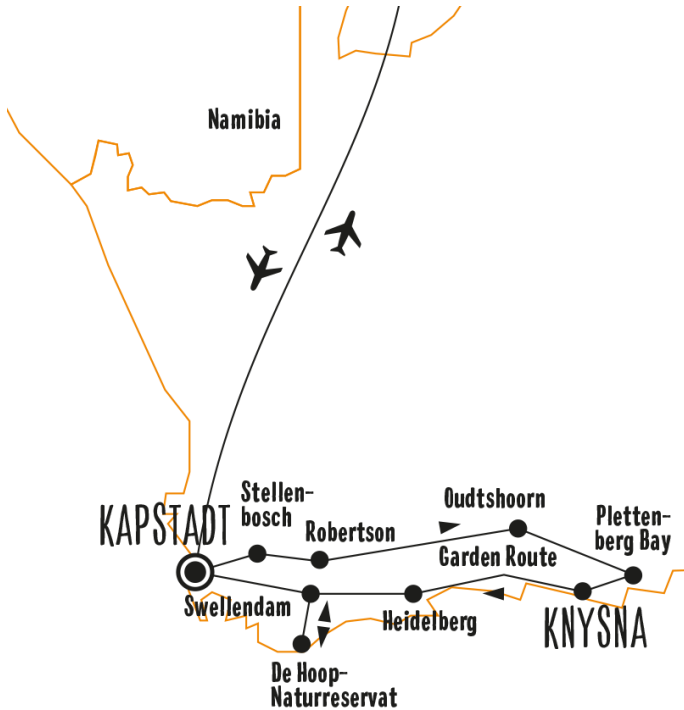 Namibia
Stellen-
bosch
KAPSTADT
Robertson
Oudtshoorn
Pletten-
berg Bay
Garden Route
Swellendam
Heidelberg
KNYSNA
De Hoop-
Naturreservat